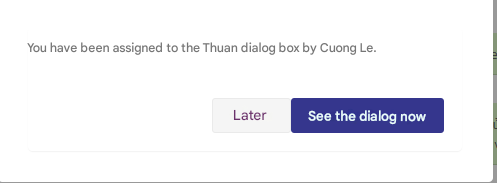 You have been assigned to the Thuan dialog box by Cuong Le.
Later
See the dialog now